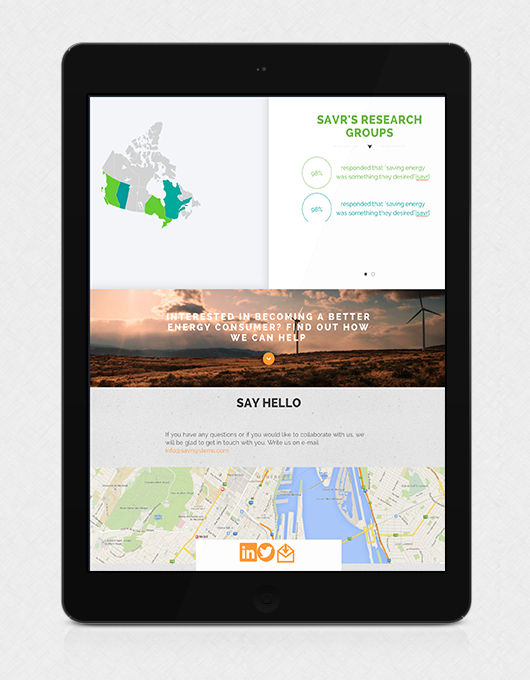 SAVR'S RESEARCH
GROUPS
98%
responded that "saving energy
was something they desired"[savr]
98%
responded that "saving energy
was something they desired"[savr]
INTERESTED IN BECOMING A BETTER
ENERGY CONSUMER? FIND OUT HOW
WE CAN HELP
SAY HELLO
If you have any questions or if you would like to collaborate with us, we
will be glad to get in touch with you. Write us on e-mail
info@savrsystems.com
in